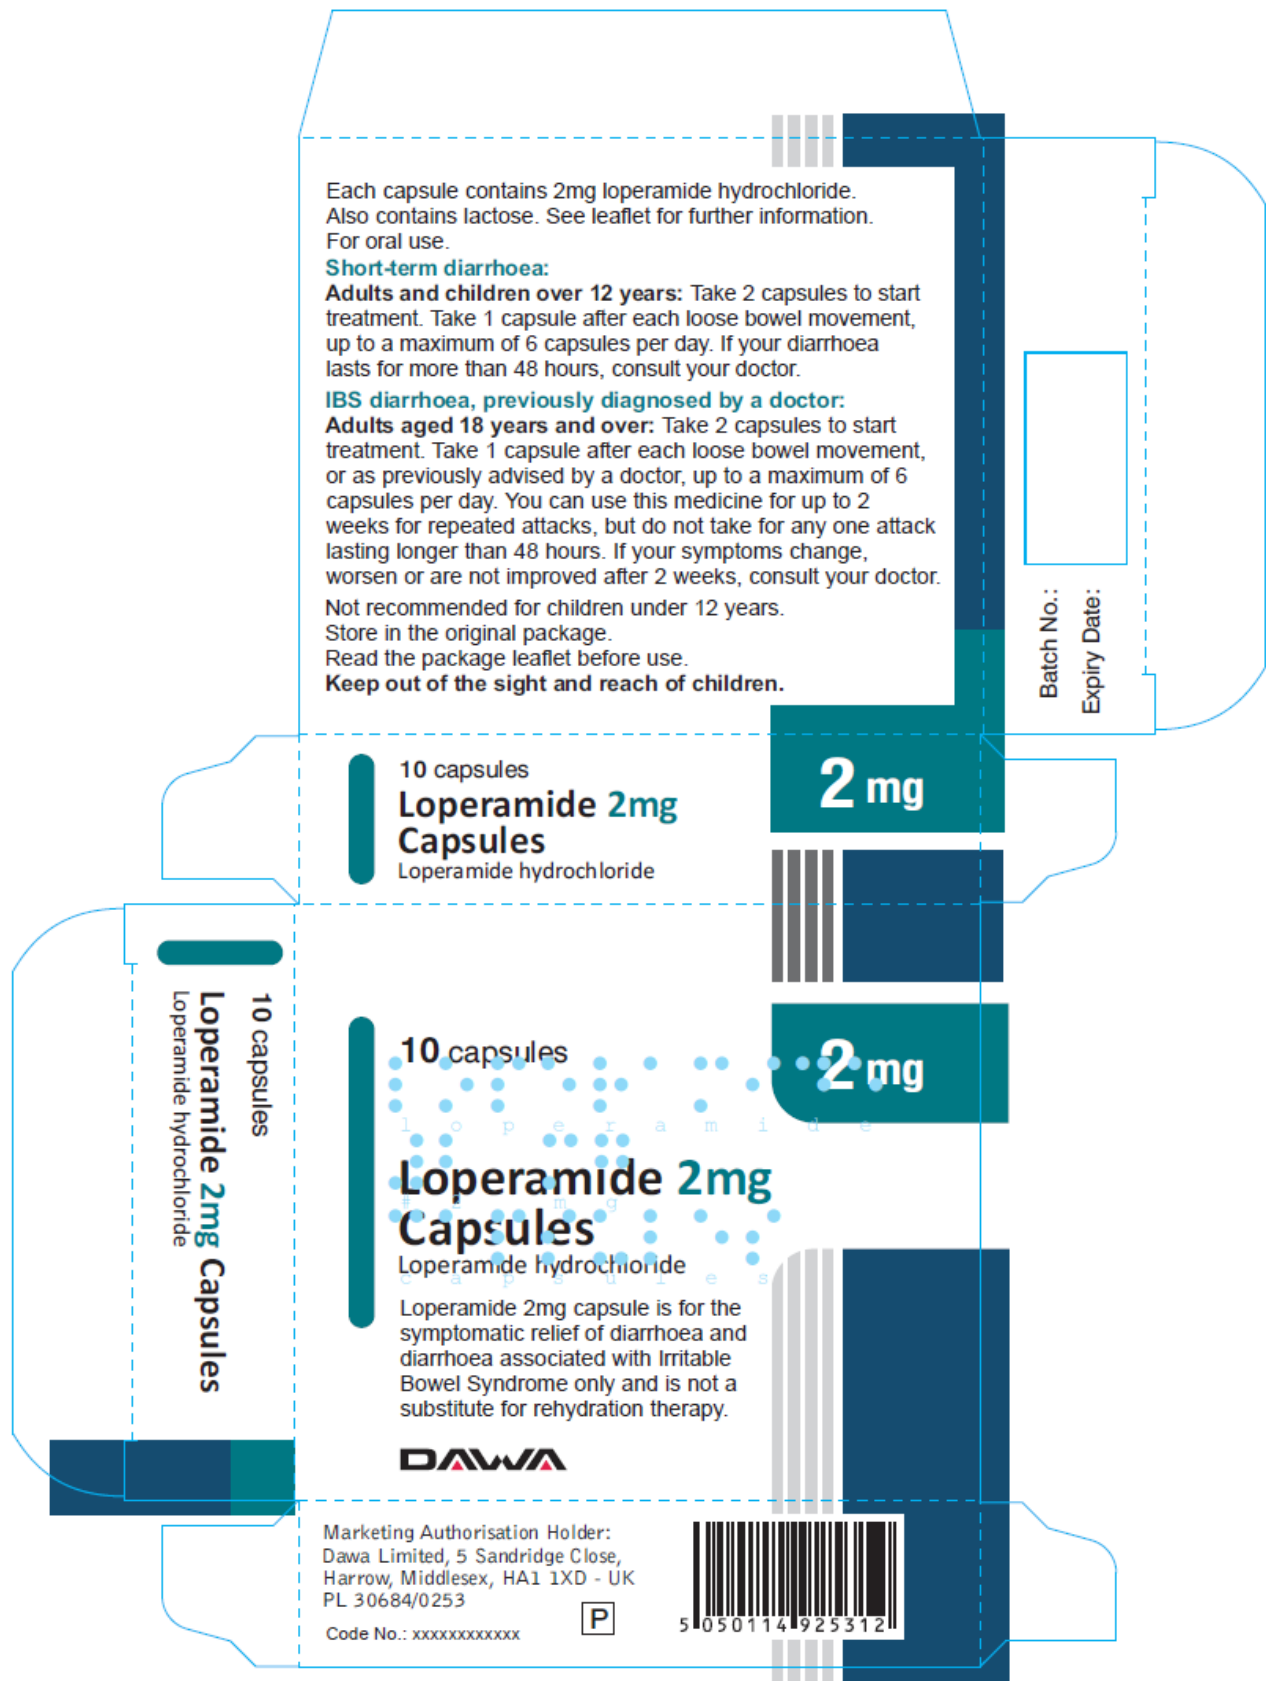 Each capsule contains 2mg loperamide hydrochloride.
Also contains lactose. See leaflet for further information.
For oral use.
Short-term diarrhoea:
Adults and children over 12 years: Take 2 capsules to start
treatment. Take 1 capsule after each loose bowel movement,
up to a maximum of 6 capsules per day. If your diarrhoea
lasts for more than 48 hours, consult your doctor.
IBS diarrhoea, previously diagnosed by a doctor:
Adults aged 18 years and over: Take 2 capsules to start
treatment. Take 1 capsule after each loose bowel movement,
or as previously advised by a doctor, up to a maximum of 6
capsules per day. You can use this medicine for up to 2
weeks for repeated attacks, but do not take for any one attack
lasting longer than 48 hours. If your symptoms change,
worsen or are not improved after 2 weeks, consult your doctor.
Not recommended for children under 12 years.
Store in the original package.
Read the package leaflet before use.
Keep out of the sight and reach of children.
Batch No.:
Expiry Date:
10 capsules
Loperamide 2mg
Capsules
Loperamide hydrochloride
2 mg
10 capsules
Loperamide 2mg Capsules
Loperamide hydrochloride
10 capsules
2 mg
loperamide
Loperamide 2mg
#2 mg
Capsules
Loperamide hydrochloride
capsules
Loperamide 2mg capsule is for the
symptomatic relief of diarrhoea and
diarrhoea associated with Irritable
Bowel Syndrome only and is not a
substitute for rehydration therapy.
DAWA
Marketing Authorisation Holder:
Dawa Limited, 5 Sandridge Close,
Harrow, Middlesex, HA1 1XD - UK
PL 30684/0253
P
Code No.: xxxxxxxxxxxx
5 050114 925312